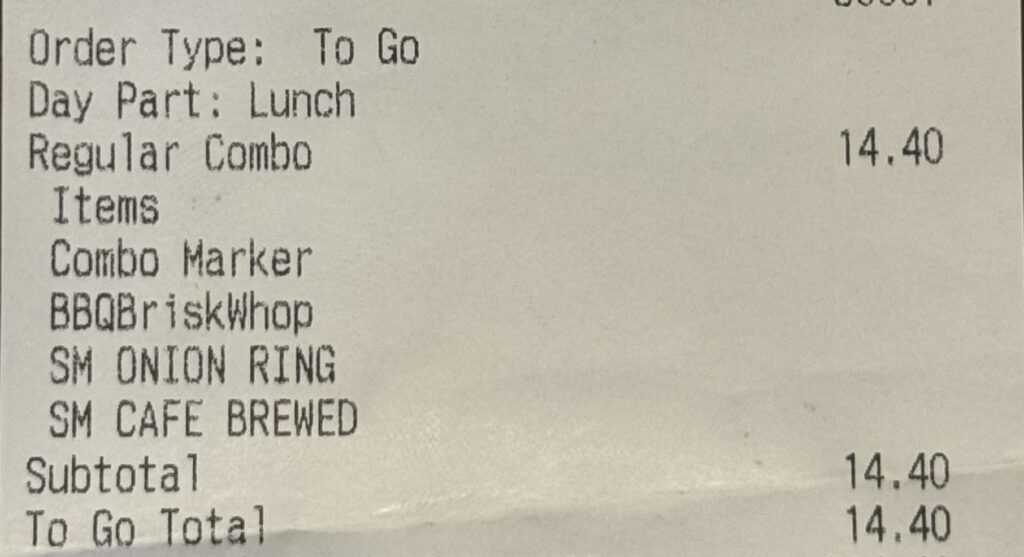 Order Type:  To Go
Day Part: Lunch
Regular Combo 14.40
Items
Combo Marker
BBQBriskWhop
SM ONION RING
SM CAFE BREWED
Subtotal 14.40
To Go Total 14.40